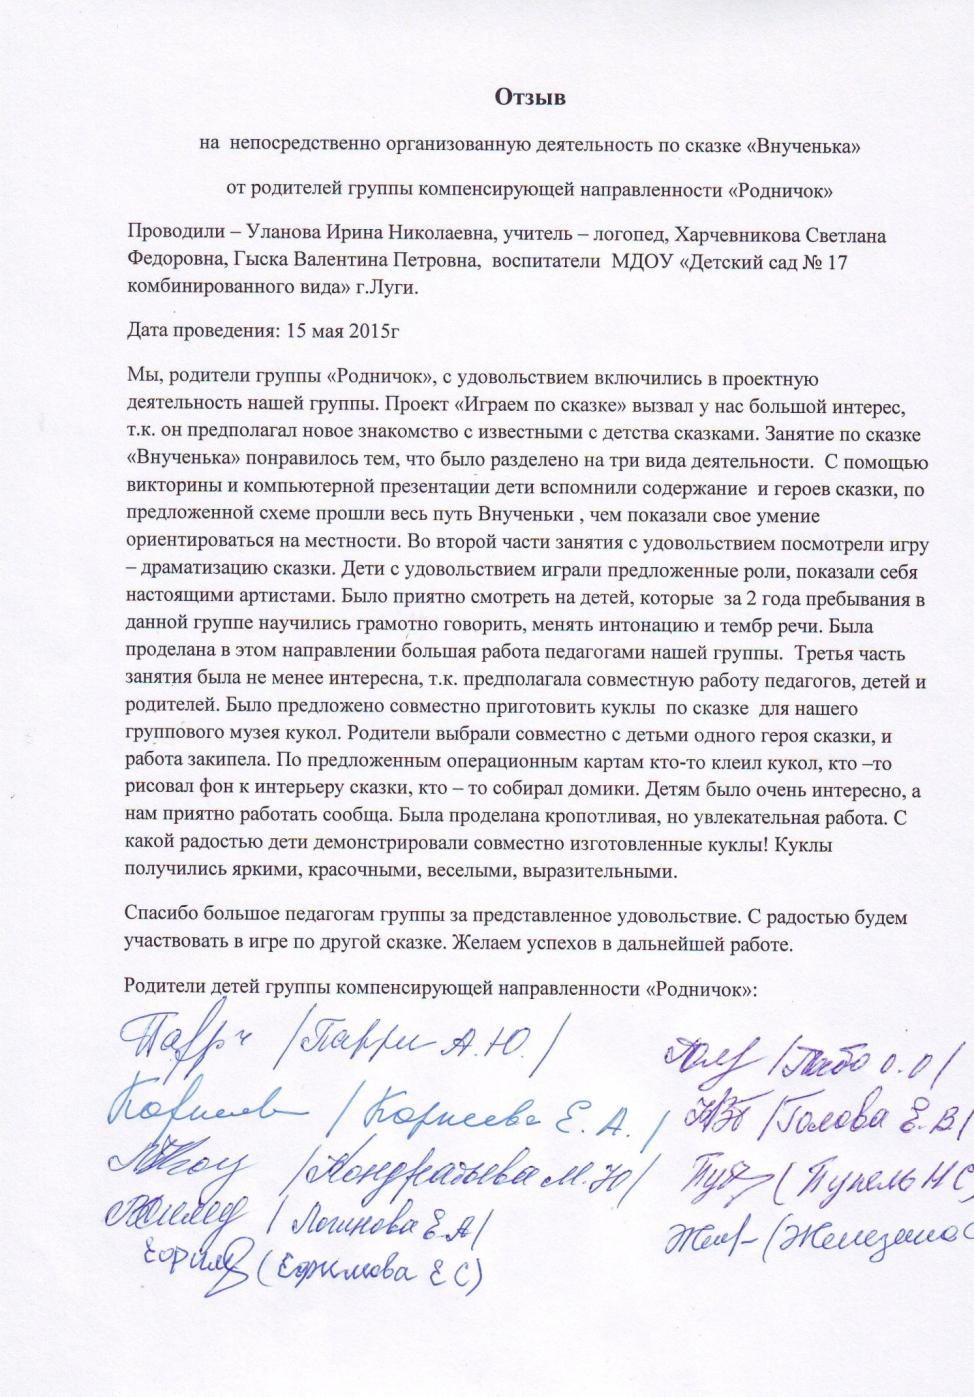 Отзыв
на непосредственно организованную деятельность по сказке «Внученька»
от родителей группы компенсирующей направленности «Родничок»
Проводили – Уланова Ирина Николаевна, учитель – логопед, Харчевникова Светлана
Федоровна, Гыска Валентина Петровна, воспитатели МДОУ «Детский сад № 17
комбинированного вида» г.Луги.
Дата проведения: 15 мая 2015г
Мы, родители группы «Родничок», с удовольствием включились в проектную
деятельность нашей группы. Проект «Играем по сказке» вызвал у нас большой интерес,
т.к. он предполагал новое знакомство с известными с детства сказками. Занятие по сказке
«Внученька» понравилось тем, что было разделено на три вида деятельности. С помощью
викторины и компьютерной презентации дети вспомнили содержание и героев сказки, по
предложенной схеме прошли весь путь Внученьки , чем показали свое умение
ориентироваться на местности. Во второй части занятия с удовольствием посмотрели игру
– драматизацию сказки. Дети с удовольствием играли предложенные роли, показали себя
настоящими артистами. Было приятно смотреть на детей, которые за 2 года пребывания в
данной группе научились грамотно говорить, менять интонацию и тембр речи. Была
проделана в этом направлении большая работа педагогами нашей группы. Третья часть
занятия была не менее интересна, т.к. предполагала совместную работу педагогов, детей и
родителей. Было предложено совместно приготовить куклы по сказке для нашего
группового музея кукол. Родители выбрали совместно с детьми одного героя сказки, и
работа закипела. По предложенным операционным картам кто-то клеил кукол, кто –то
рисовал фон к интерьеру сказки, кто – то собирал домики. Детям было очень интересно, а
нам приятно работать сообща. Была проделана кропотливая, но увлекательная работа. С
какой радостью дети демонстрировали совместно изготовленные куклы! Куклы
получились яркими, красочными, веселыми, выразительными.
Спасибо большое педагогам группы за представленное удовольствие. С радостью будем
участвовать в игре по другой сказке. Желаем успехов в дальнейшей работе.
Родители детей группы компенсирующей направленности «Родничок»:
/Парри А.Ю./
/Корнеева Е.А./
/Голова Е.В/
/Кондратьева М.Ю/
/Логинова Е.А/
(Ефимова Е С)